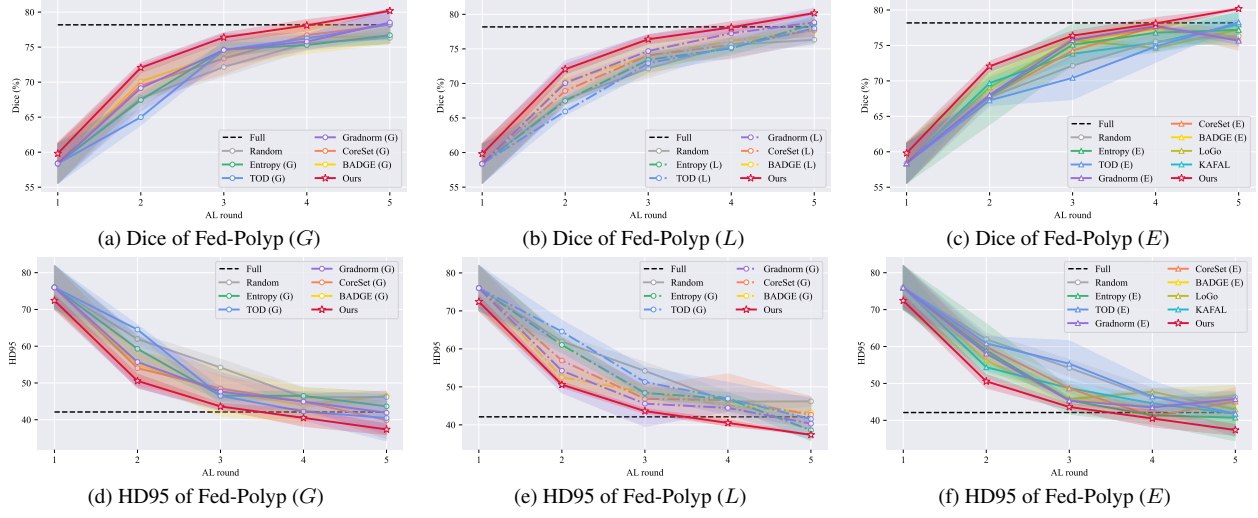 80
75
70
65
60
55
Dice (%)
Full
Random
Entropy (G)
TOD (G)
Gradnorm (G)
CoreSet (G)
BADGE (G)
Ours
1 2 3 4 5
AL round
(a) Dice of Fed-Polyp (G)
80
75
70
65
60
55
Dice (%)
Full
Random
Entropy (L)
TOD (L)
Gradnorm (L)
CoreSet (L)
BADGE (L)
Ours
1 2 3 4 5
AL round
(b) Dice of Fed-Polyp (L)
80
75
70
65
60
55
Dice (%)
Full
Random
Entropy (E)
TOD (E)
Gradnorm (E)
CoreSet (E)
BADGE (E)
LoGo
KAFAL
Ours
1 2 3 4 5
AL round
(c) Dice of Fed-Polyp (E)
80
70
60
50
40
HD95
Full
Random
Entropy (G)
TOD (G)
Gradnorm (G)
CoreSet (G)
BADGE (G)
Ours
1 2 3 4 5
AL round
(d) HD95 of Fed-Polyp (G)
80
70
60
50
40
HD95
Full
Random
Entropy (G)
TOD (G)
Gradnorm (G)
CoreSet (G)
BADGE (G)
Ours
1 2 3 4 5
AL round
(e) HD95 of Fed-Polyp (L)
80
70
60
50
40
HD95
Full
Random
Entropy (E)
TOD (E)
Gradnorm (E)
CoreSet (E)
BADGE (E)
LoGo
KAFAL
Ours
1 2 3 4 5
AL round
(f) HD95 of Fed-Polyp (E)